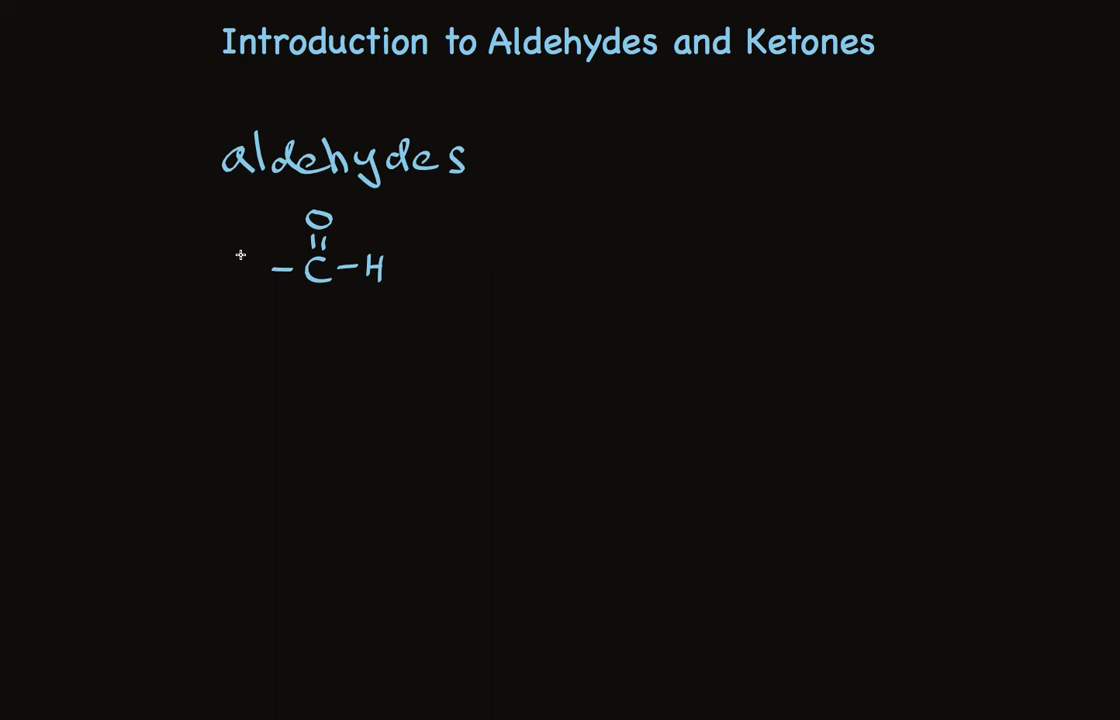 Introduction to Aldehydes and Ketones
aldehydes
O
=
-C-H